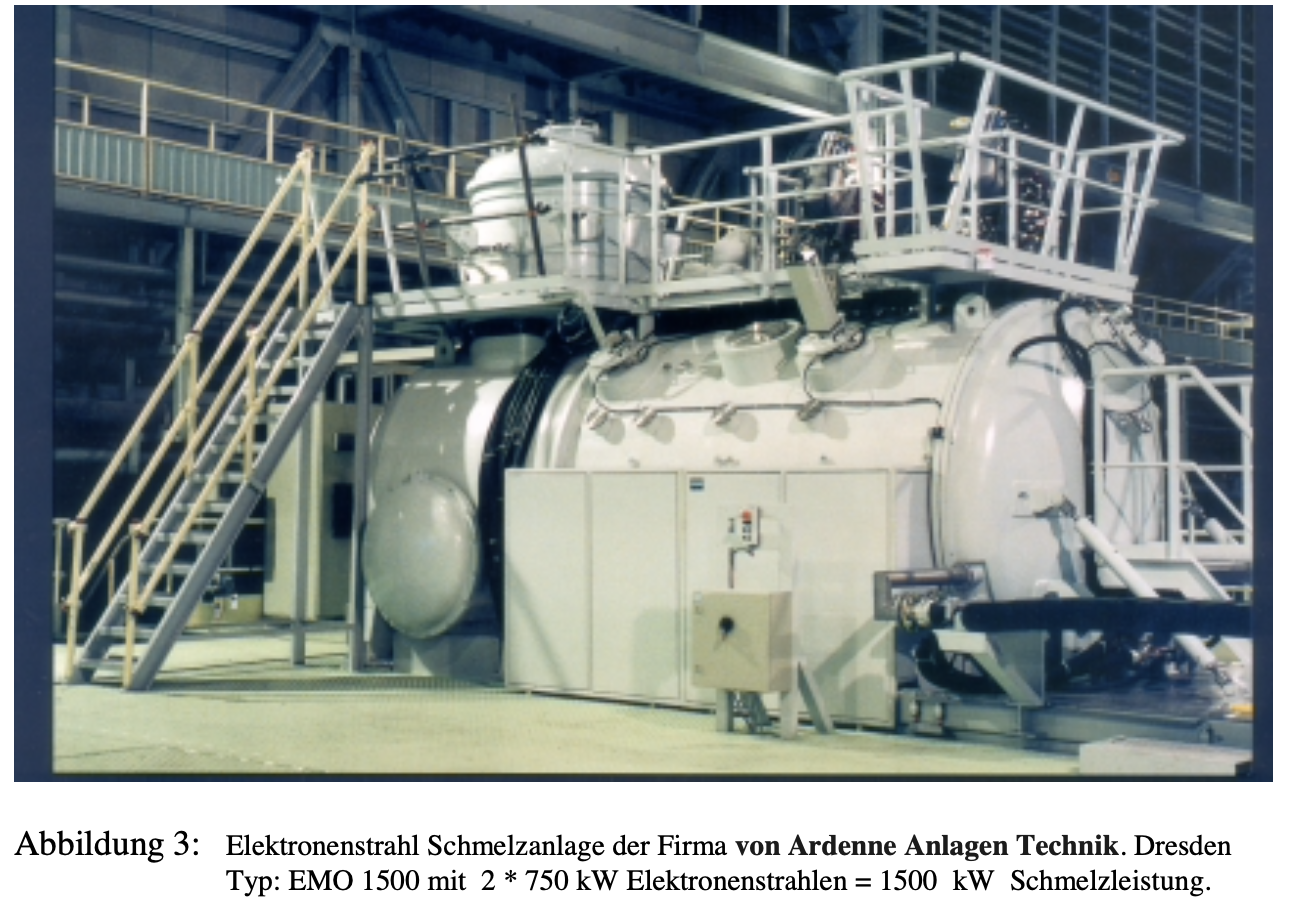 Abbildung 3: Elektronenstrahl Schmelzanlage der Firma von Ardenne Anlagen Technik. Dresden
Typ: EMO 1500 mit 2 * 750 kW Elektronenstrahlen = 1500 kW Schmelzleistung.